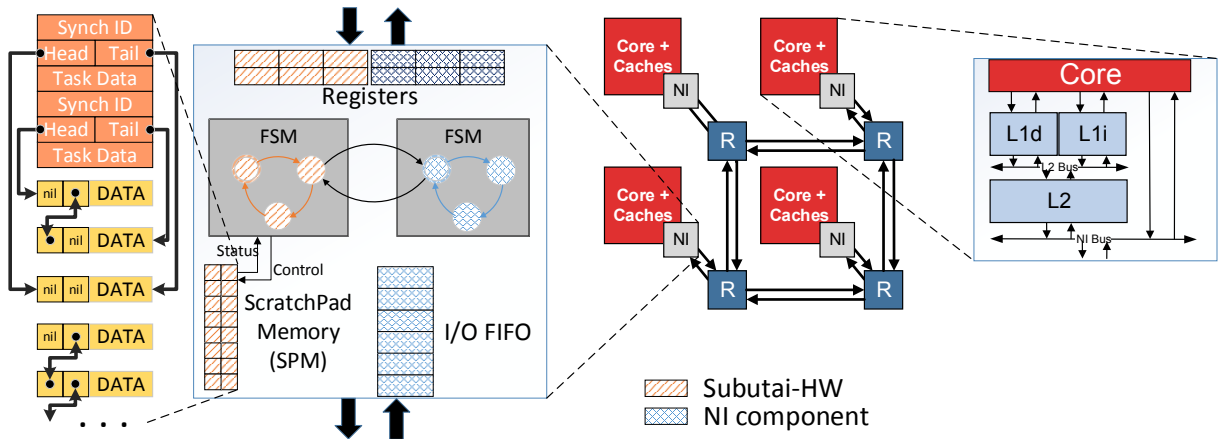 Synch ID
Head Tail
Task Data
Synch ID
Head Tail
Task Data
nil DATA
nil DATA
nil nil DATA
nil DATA
DATA
. . .
Registers
FSM
FSM
Status
Control
ScratchPad
Memory
(SPM)
I/O FIFO
Core +
Caches
NI
R
Core +
Caches
NI
R
Core +
Caches
NI
R
Core +
Caches
NI
R
Core
L1d
L1i
L2 Bus
L2
NI Bus
Subutai-HW
NI component